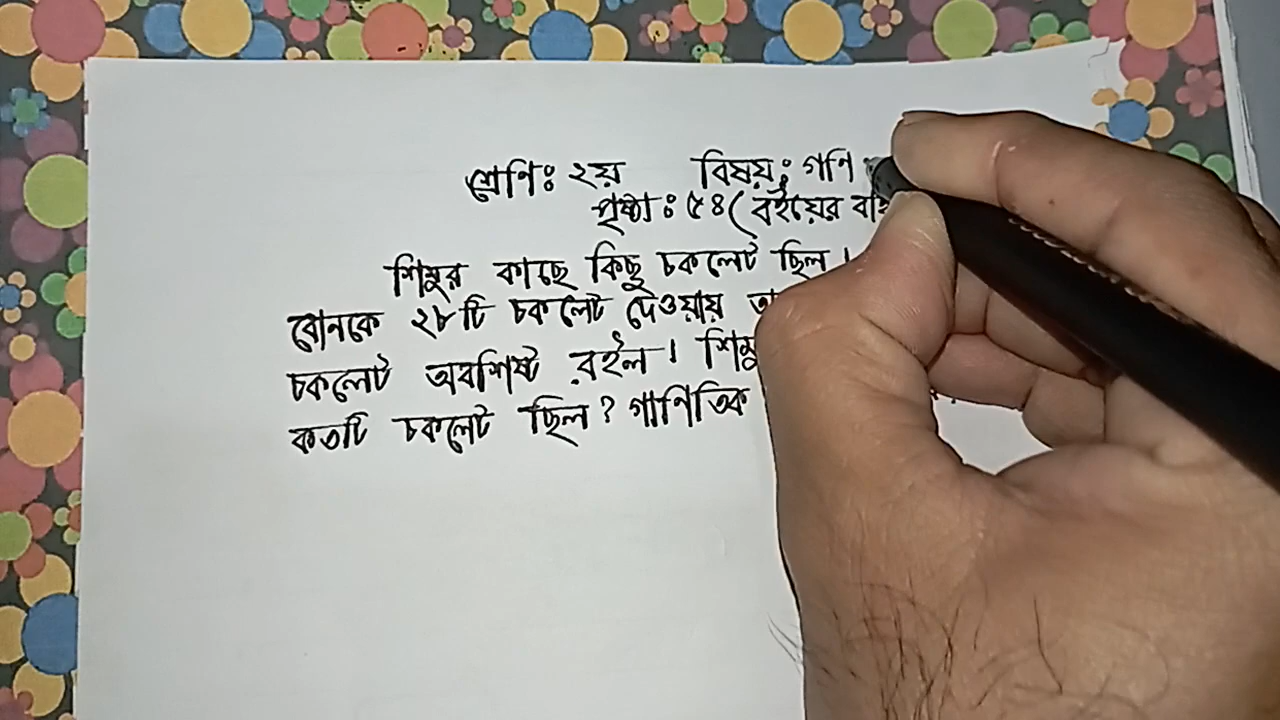 শ্রেণিঃ ২য় বিষয়ঃ গণি
পৃষ্ঠাঃ ৫৪ (বইয়ের
শিমুর কাছে কিছু চকলেট ছিল।
বোনকে ২৮টি চকলেট দেওয়ায়
চকলেট অবশিষ্ট রইল। শিমু
কতটি চকলেট ছিল? গাণিতিক